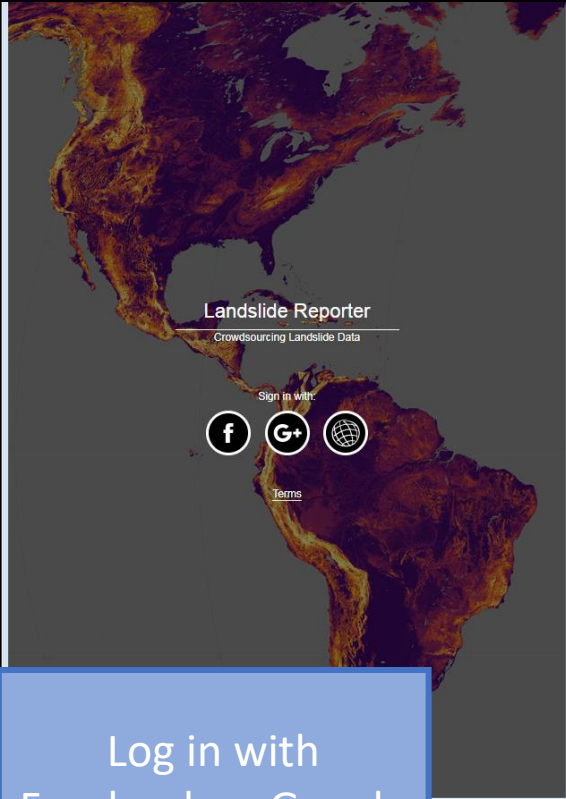 Landslide Reporter
Crowdsourcing Landslide Data
Sign in with:
f G+
Terms
Log in with